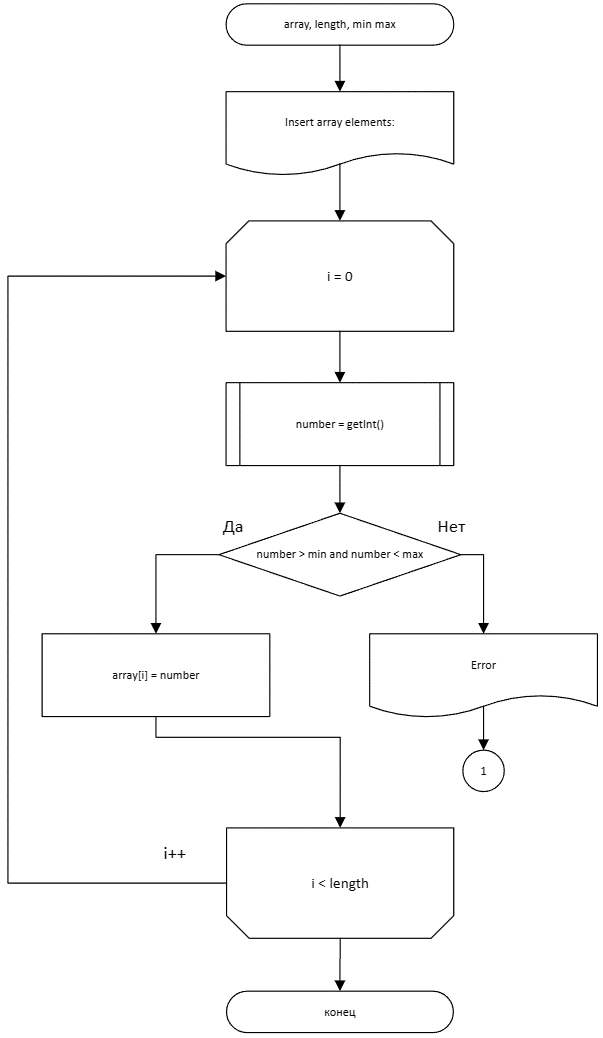 array, length, min max
Insert array elements:
i = 0
number = getInt()
Да
Нет
number > min and number < max
array[i] = number
Error
1
i++
i < length
конец